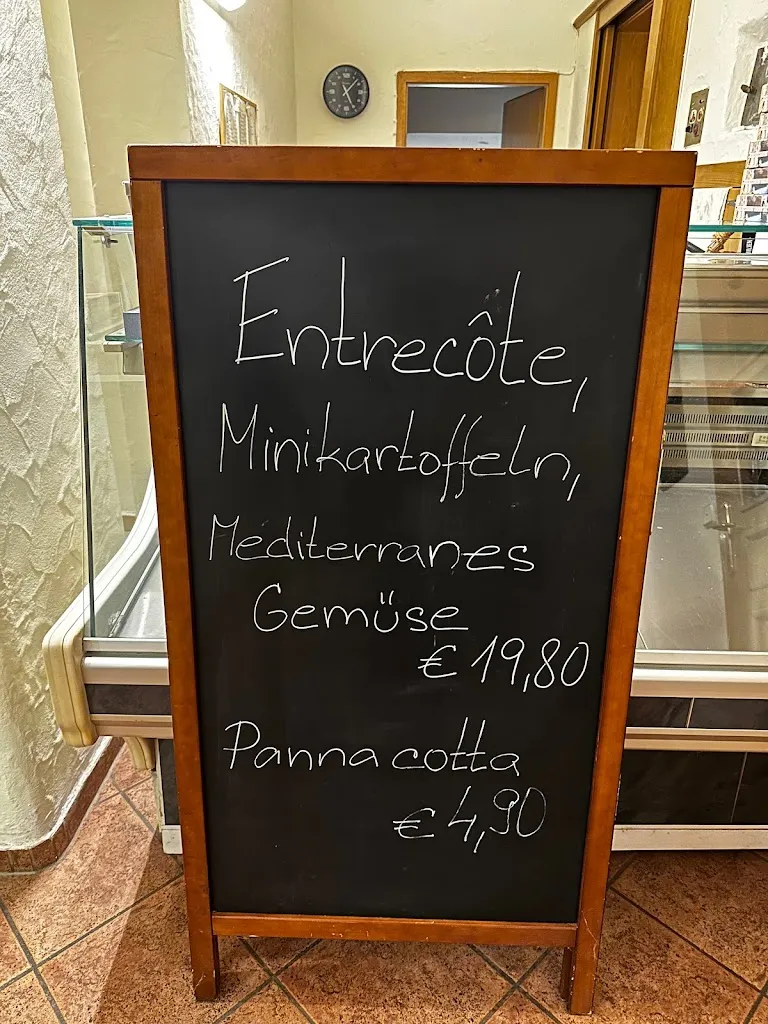 Entrecôte,
Minikartoffeln,
Mediterranes
Gemüse
€ 19,80
Panna cotta
€ 4,90